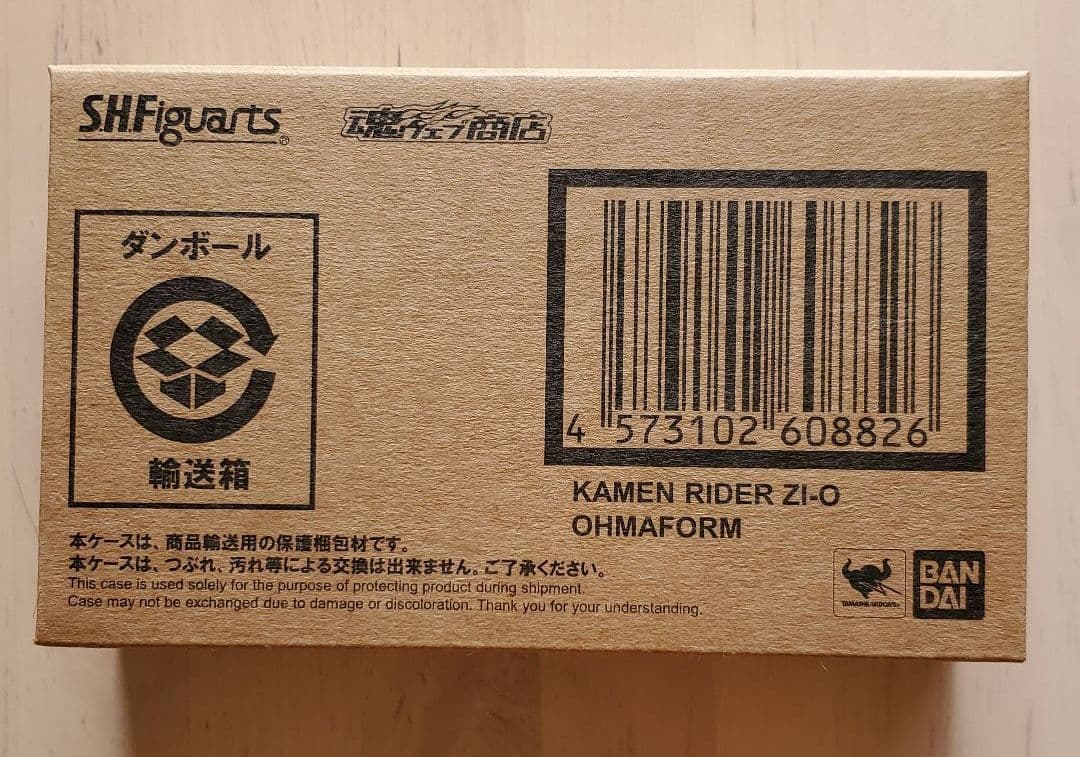 S.H.Figuarts®
魂ウェブ商店
ダンボール
輸送箱
4 573102 608826
KAMEN RIDER ZI-O
OHMAFORM
本ケースは、商品輸送用の保護梱包材です。
本ケースは、つぶれ、汚れ等による交換は出来ません。ご了承ください。
This case is used solely for the purpose of protecting product during shipment.
Case may not be exchanged due to damage or discoloration. Thank you for your understanding.
TAMASHII NATIONS
BAN
DAI